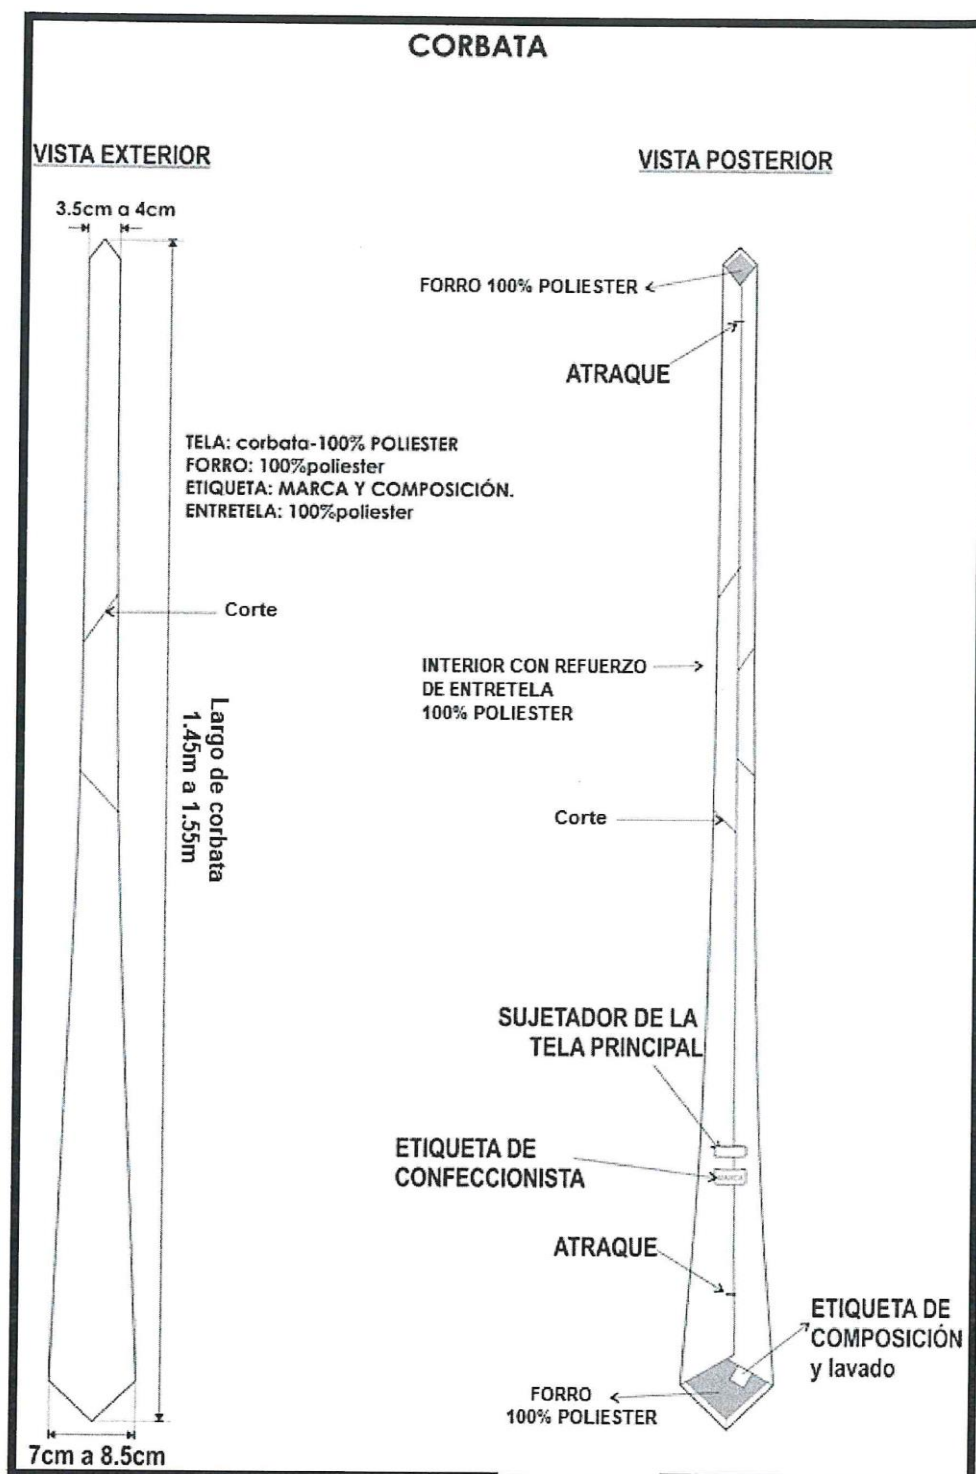 CORBATA
VISTA EXTERIOR
VISTA POSTERIOR
3.5cm a 4cm
FORRO 100% POLIESTER
ATRAQUE
TELA: corbata-100% POLIESTER
FORRO: 100%poliester
ETIQUETA: MARCA Y COMPOSICIÓN.
ENTRETELA: 100%poliester
Corte
INTERIOR CON REFUERZO
DE ENTRETELA
100% POLIESTER
Largo de corbata
1.45m a 1.55m
Corte
SUJETADOR DE LA
TELA PRINCIPAL
ETIQUETA DE
CONFECCIONISTA
MARCA
ATRAQUE
ETIQUETA DE
COMPOSICIÓN
y lavado
FORRO
100% POLIESTER
7cm a 8.5cm